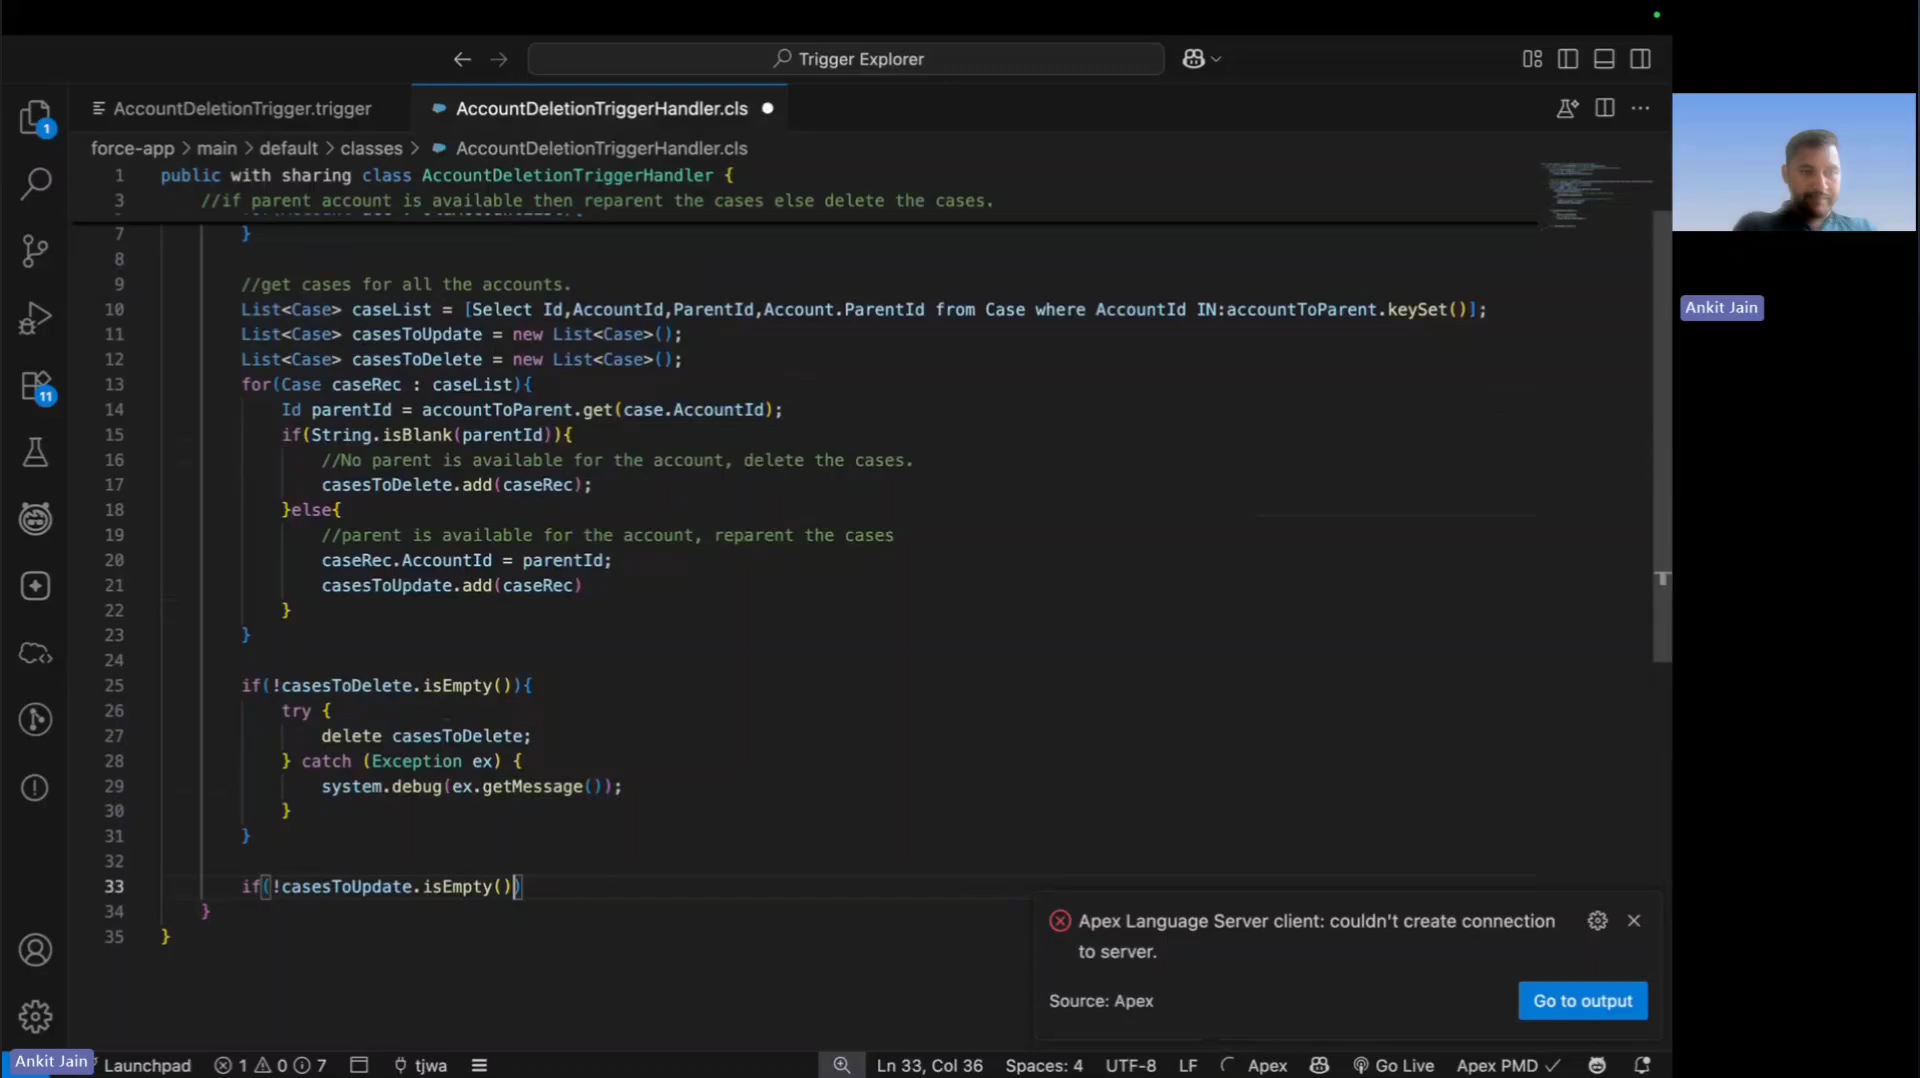 Trigger Explorer
AccountDeletionTrigger.trigger
AccountDeletionTriggerHandler.cls
1
force-app > main > default > classes > AccountDeletionTriggerHandler.cls
1 public with sharing class AccountDeletionTriggerHandler {
3 //if parent account is available then reparent the cases else delete the cases.
7 }
8
9 //get cases for all the accounts.
10 List<Case> caseList = [Select Id,AccountId,ParentId,Account.ParentId from Case where AccountId IN:accountToParent.keySet()];
11 List<Case> casesToUpdate = new List<Case>();
12 List<Case> casesToDelete = new List<Case>();
13 for(Case caseRec : caseList){
14 Id parentId = accountToParent.get(case.AccountId);
15 if(String.isBlank(parentId)){
16 //No parent is available for the account, delete the cases.
17 casesToDelete.add(caseRec);
18 }else{
19 //parent is available for the account, reparent the cases
20 caseRec.AccountId = parentId;
21 casesToUpdate.add(caseRec)
22 }
23 }
24
25 if(!casesToDelete.isEmpty()){
26 try {
27 delete casesToDelete;
28 } catch (Exception ex) {
29 system.debug(ex.getMessage());
30 }
31 }
32
33 if(!casesToUpdate.isEmpty())
34 }
35 }
11
Ankit Jain
Apex Language Server client: couldn't create connection
to server.
Source: Apex
Go to output
Ankit Jain
Launchpad
1 0 7
tjwa
Ln 33, Col 36
Spaces: 4
UTF-8
LF
Apex
Go Live
Apex PMD